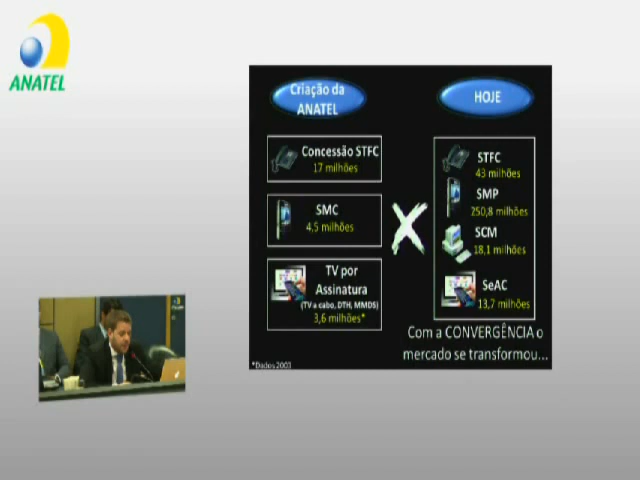 ANATEL
Criação da
ANATEL
Concessão STFC
17 milhões
SMC
4,5 milhões
TV por
Assinatura
(TV a cabo, DTH, MMDS)
3,6 milhões*
*Dados 2003
HOJE
STFC
43 milhões
SMP
250,8 milhões
SCM
18,1 milhões
SeAC
13,7 milhões
Com a CONVERGÊNCIA o
mercado se transformou...